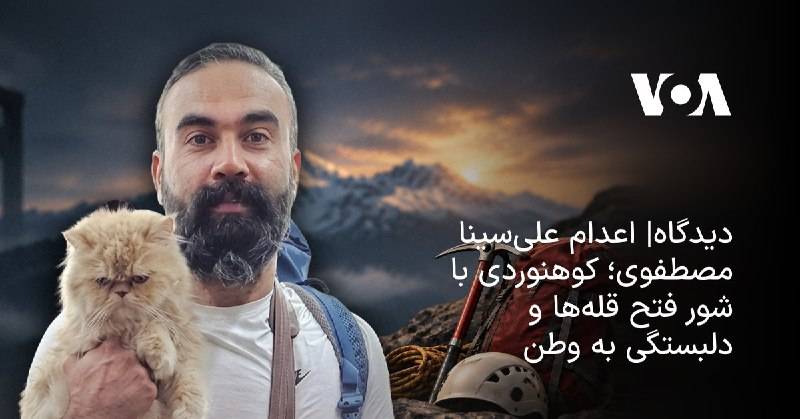 VOA
دیدگاه| اعدام علی‌سینا
مصطفوی؛ کوهنوردی با
شور فتح قله‌ها و
دلبستگی به وطن